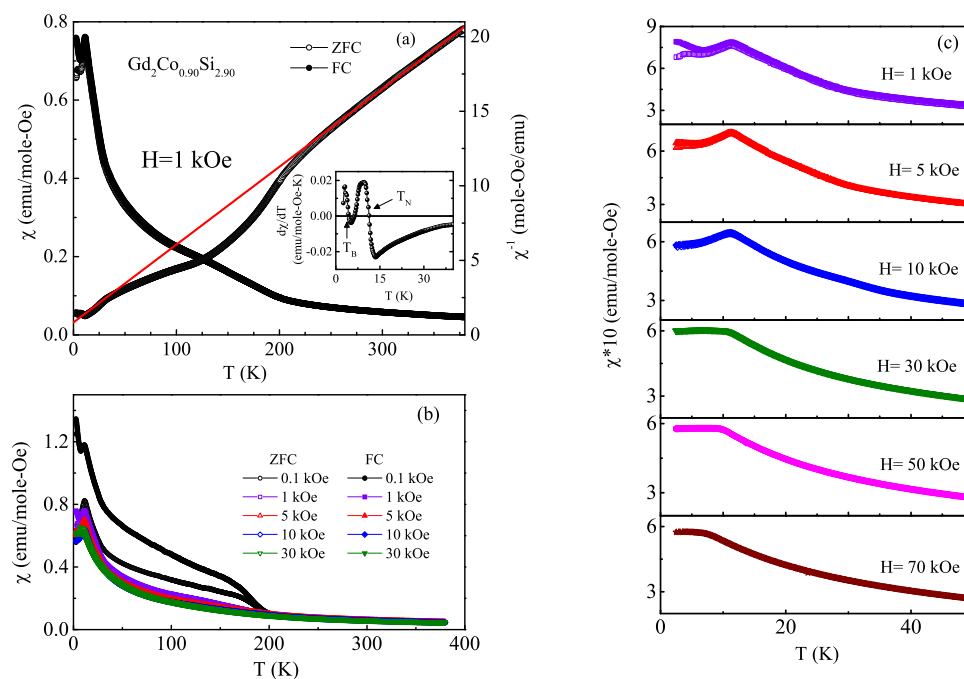 (a)
Gd2Co0.90Si2.90
ZFC
FC
H=1 kOe
χ (emu/mole-Oe)
0.8
0.6
0.4
0.2
0.0
χ-1 (mole-Oe/emu)
20
15
10
5
0
0 100 200 300
T (K)
dχ/dT
(emu/mole-Oe-K)
0.02
0.00
-0.02
TN
TB
0 15 30
T (K)
(b)
χ (emu/mole-Oe)
1.2
0.8
0.4
0.0
ZFC FC
0.1 kOe 0.1 kOe
1 kOe 1 kOe
5 kOe 5 kOe
10 kOe 10 kOe
30 kOe 30 kOe
0 100 200 300 400
T (K)
(c)
χ*10 (emu/mole-Oe)
9
6
3
H= 1 kOe
6
3
H= 5 kOe
6
3
H= 10 kOe
6
3
H= 30 kOe
6
3
H= 50 kOe
6
3
H= 70 kOe
0 20 40
T (K)